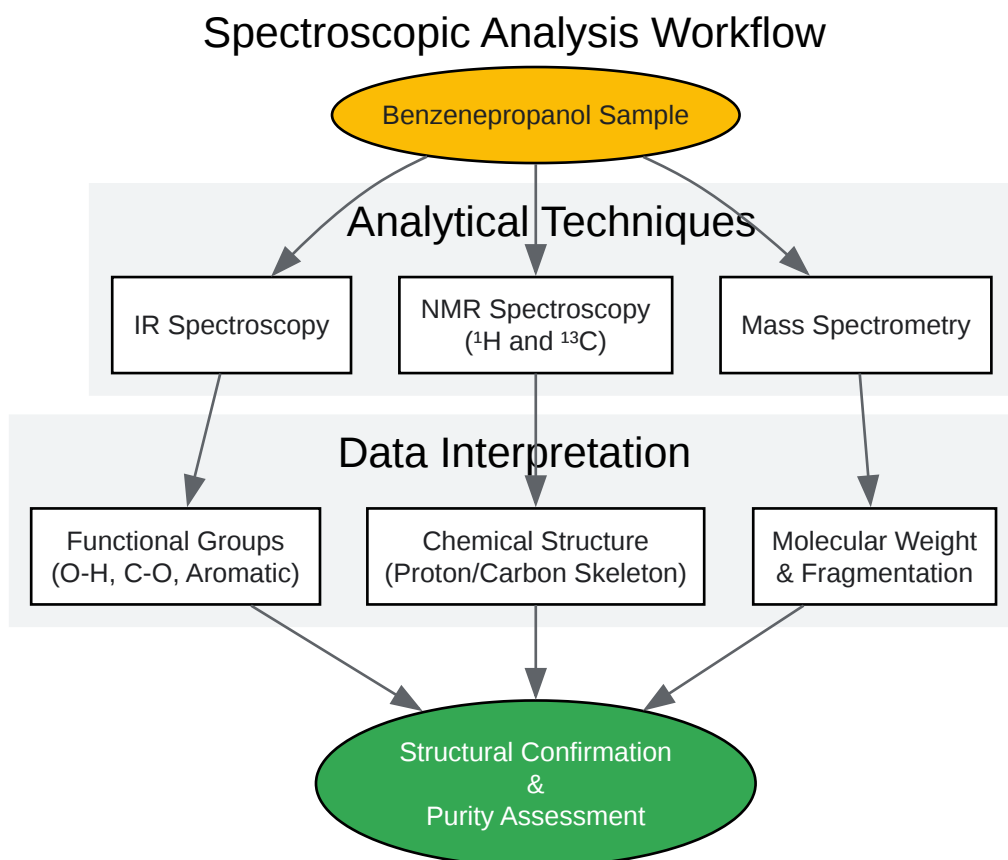 Spectroscopic Analysis Workflow
Benzenepropanol Sample
Analytical Techniques
IR Spectroscopy
NMR Spectroscopy
(¹H and ¹³C)
Mass Spectrometry
Data Interpretation
Functional Groups
(O-H, C-O, Aromatic)
Chemical Structure
(Proton/Carbon Skeleton)
Molecular Weight
& Fragmentation
Structural Confirmation
&
Purity Assessment